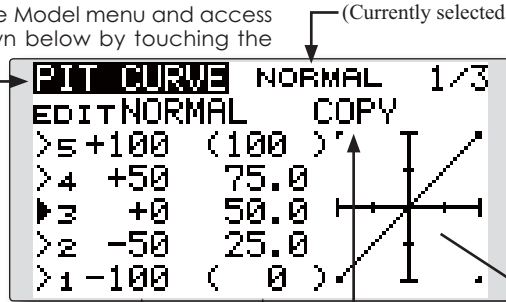 e Model menu and access
(Currently selected
wn below by touching the
PIT CURVE NORMAL 1/3
EDIT NORMAL COPY
>5 +100 (100 )
>4 +50 75.0
▶3 +0 50.0
>2 -50 25.0
>1 -100 ( 0 )